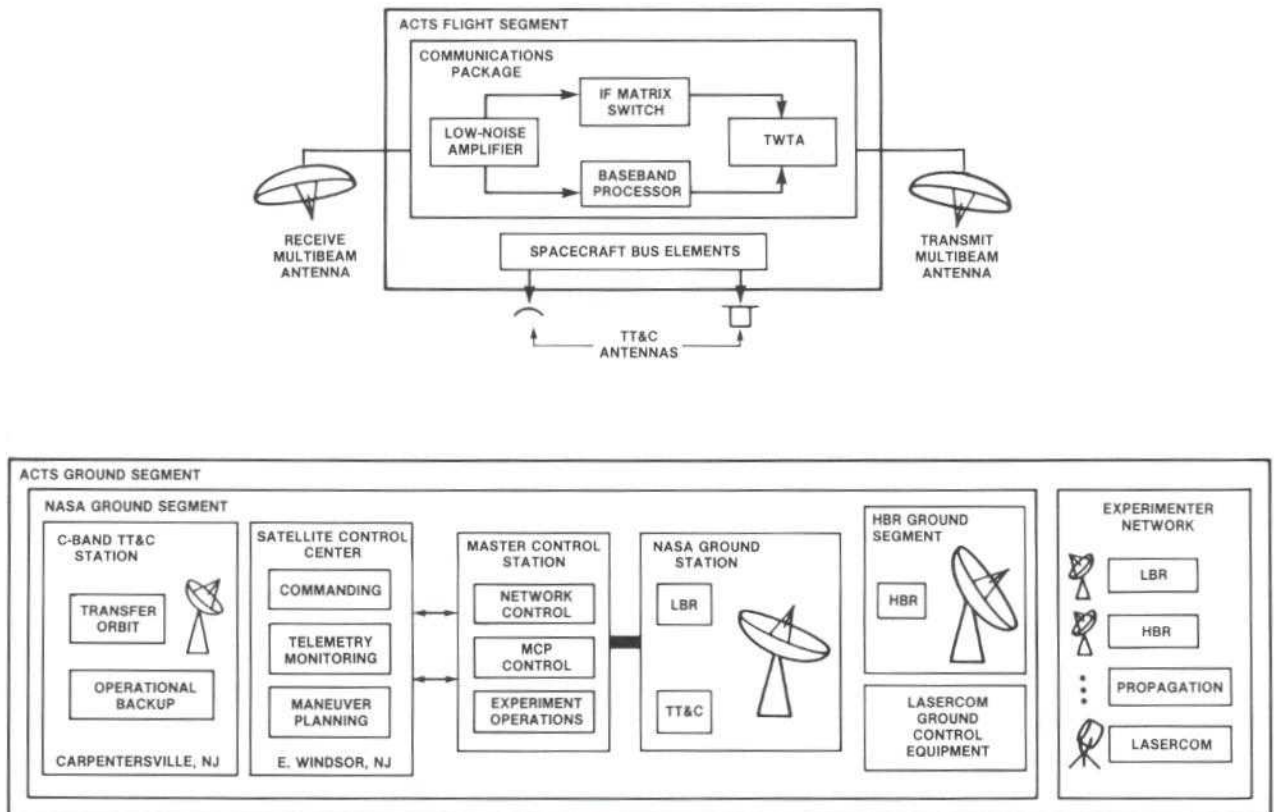 ACTS FLIGHT SEGMENT
COMMUNICATIONS
PACKAGE
IF MATRIX
SWITCH
LOW-NOISE
AMPLIFIER
TWTA
BASEBAND
PROCESSOR
RECEIVE
MULTIBEAM
ANTENNA
SPACECRAFT BUS ELEMENTS
TRANSMIT
MULTIBEAM
ANTENNA
TT&C
ANTENNAS
ACTS GROUND SEGMENT
NASA GROUND SEGMENT
C-BAND TT&C
STATION
TRANSFER
ORBIT
OPERATIONAL
BACKUP
CARPENTERSVILLE, NJ
SATELLITE CONTROL
CENTER
COMMANDING
TELEMETRY
MONITORING
MANEUVER
PLANNING
E. WINDSOR, NJ
MASTER CONTROL
STATION
NETWORK
CONTROL
MCP
CONTROL
EXPERIMENT
OPERATIONS
NASA GROUND
STATION
LBR
TT&C
HBR GROUND
SEGMENT
HBR
LASERCOM
GROUND
CONTROL
EQUIPMENT
EXPERIMENTER
NETWORK
LBR
HBR
PROPAGATION
LASERCOM